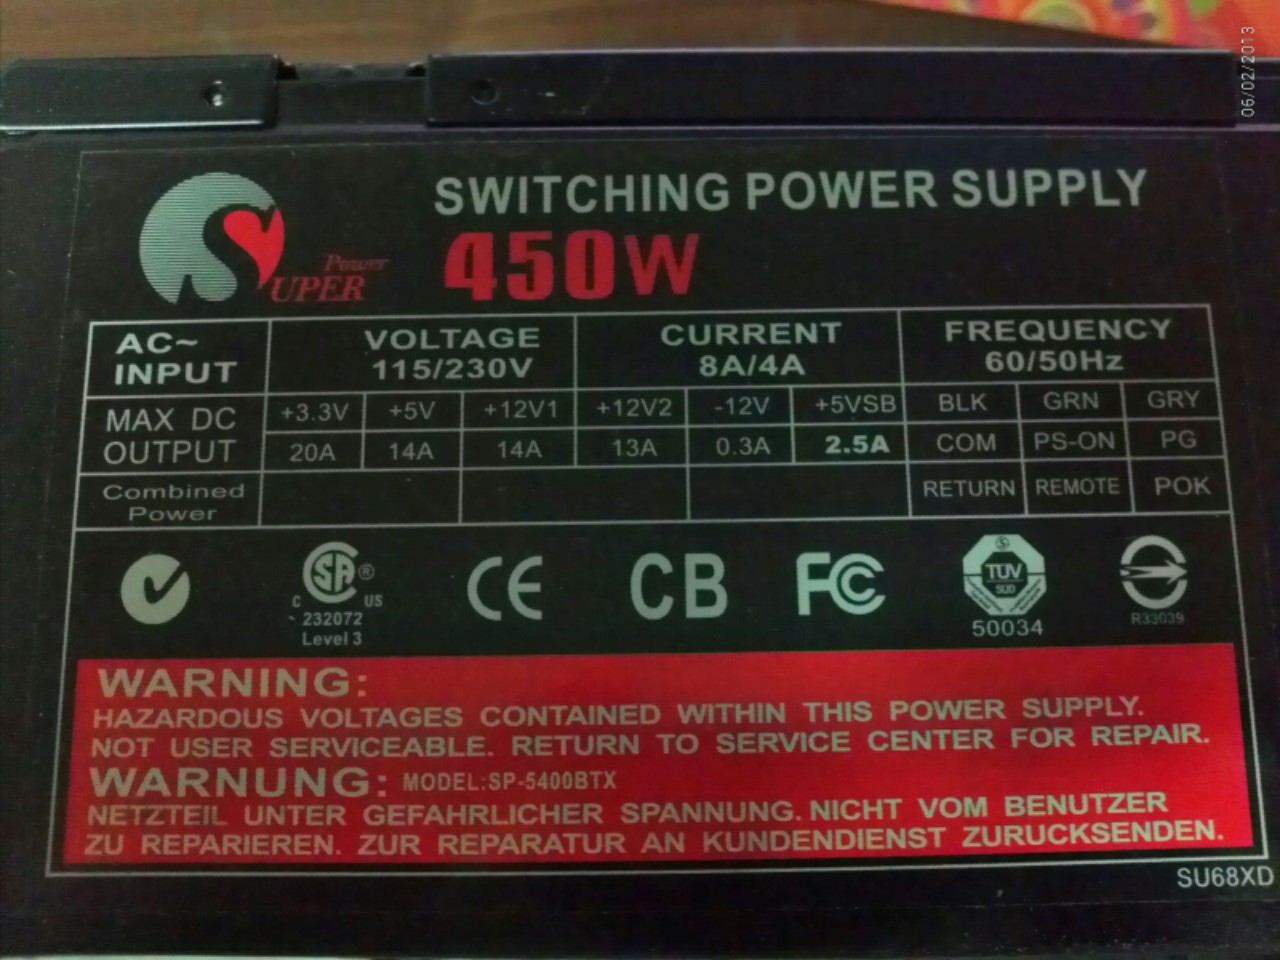 06/02/2013
SWITCHING POWER SUPPLY
Power
SUPER
450W
AC~ INPUT
VOLTAGE 115/230V
CURRENT 8A/4A
FREQUENCY 60/50Hz
MAX DC OUTPUT
+3.3V +5V +12V1 +12V2 -12V +5VSB BLK GRN GRY
20A 14A 14A 13A 0.3A 2.5A COM PS-ON PG
Combined Power
RETURN REMOTE POK
SA ®
C US
232072
Level 3
CE
CB
FC
TUV
SUD
50034
R33039
WARNING:
HAZARDOUS VOLTAGES CONTAINED WITHIN THIS POWER SUPPLY.
NOT USER SERVICEABLE. RETURN TO SERVICE CENTER FOR REPAIR.
WARNUNG: MODEL:SP-5400BTX
NETZTEIL UNTER GEFAHRLICHER SPANNUNG. NICHT VOM BENUTZER
ZU REPARIEREN. ZUR REPARATUR AN KUNDENDIENST ZURUCKSENDEN.
SU68XD